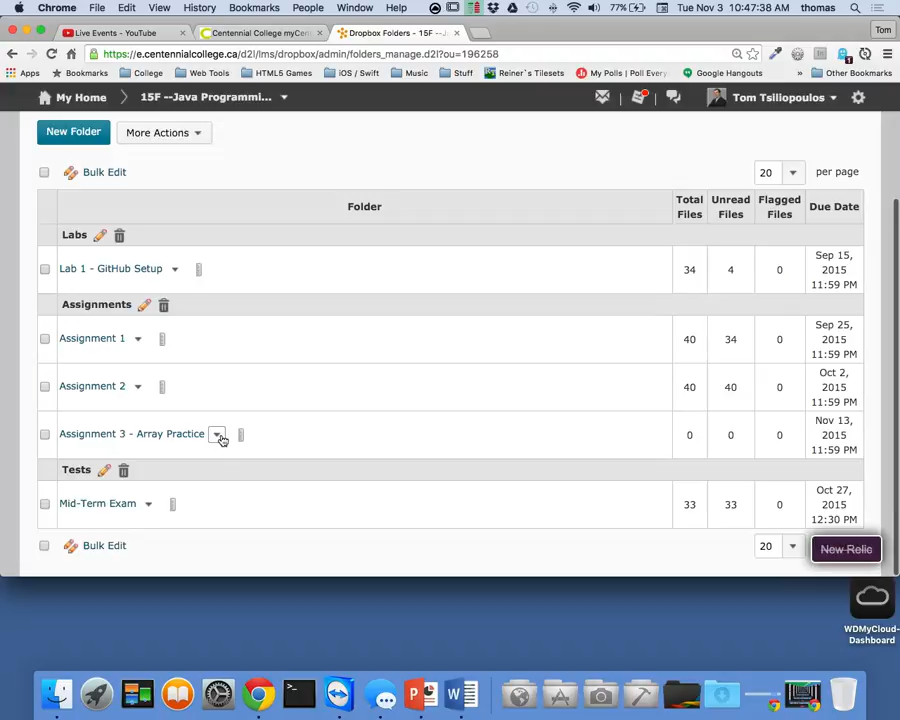 Chrome File Edit View History Bookmarks People Window Help 77% Tue Nov 3 10:47:38 AM thomas
Live Events - YouTube Centennial College myCen Dropbox Folders - 15F --J Tom
https://e.centennialcollege.ca/d2l/lms/dropbox/admin/folders_manage.d2l?ou=196258
Apps Bookmarks College Web Tools HTML5 Games iOS / Swift Music Stuff Reiner's Tilesets My Polls | Poll Every Google Hangouts » Other Bookmarks
My Home 15F --Java Programmi... Tom Tsiliopoulos
New Folder More Actions
Bulk Edit 20 per page
Folder Total Files Unread Files Flagged Files Due Date
Labs
Lab 1 - GitHub Setup 34 4 0 Sep 15, 2015 11:59 PM
Assignments
Assignment 1 40 34 0 Sep 25, 2015 11:59 PM
Assignment 2 40 40 0 Oct 2, 2015 11:59 PM
Assignment 3 - Array Practice 0 0 0 Nov 13, 2015 11:59 PM
Tests
Mid-Term Exam 33 33 0 Oct 27, 2015 12:30 PM
Bulk Edit 20
New Relic
WDMyCloud-
Dashboard